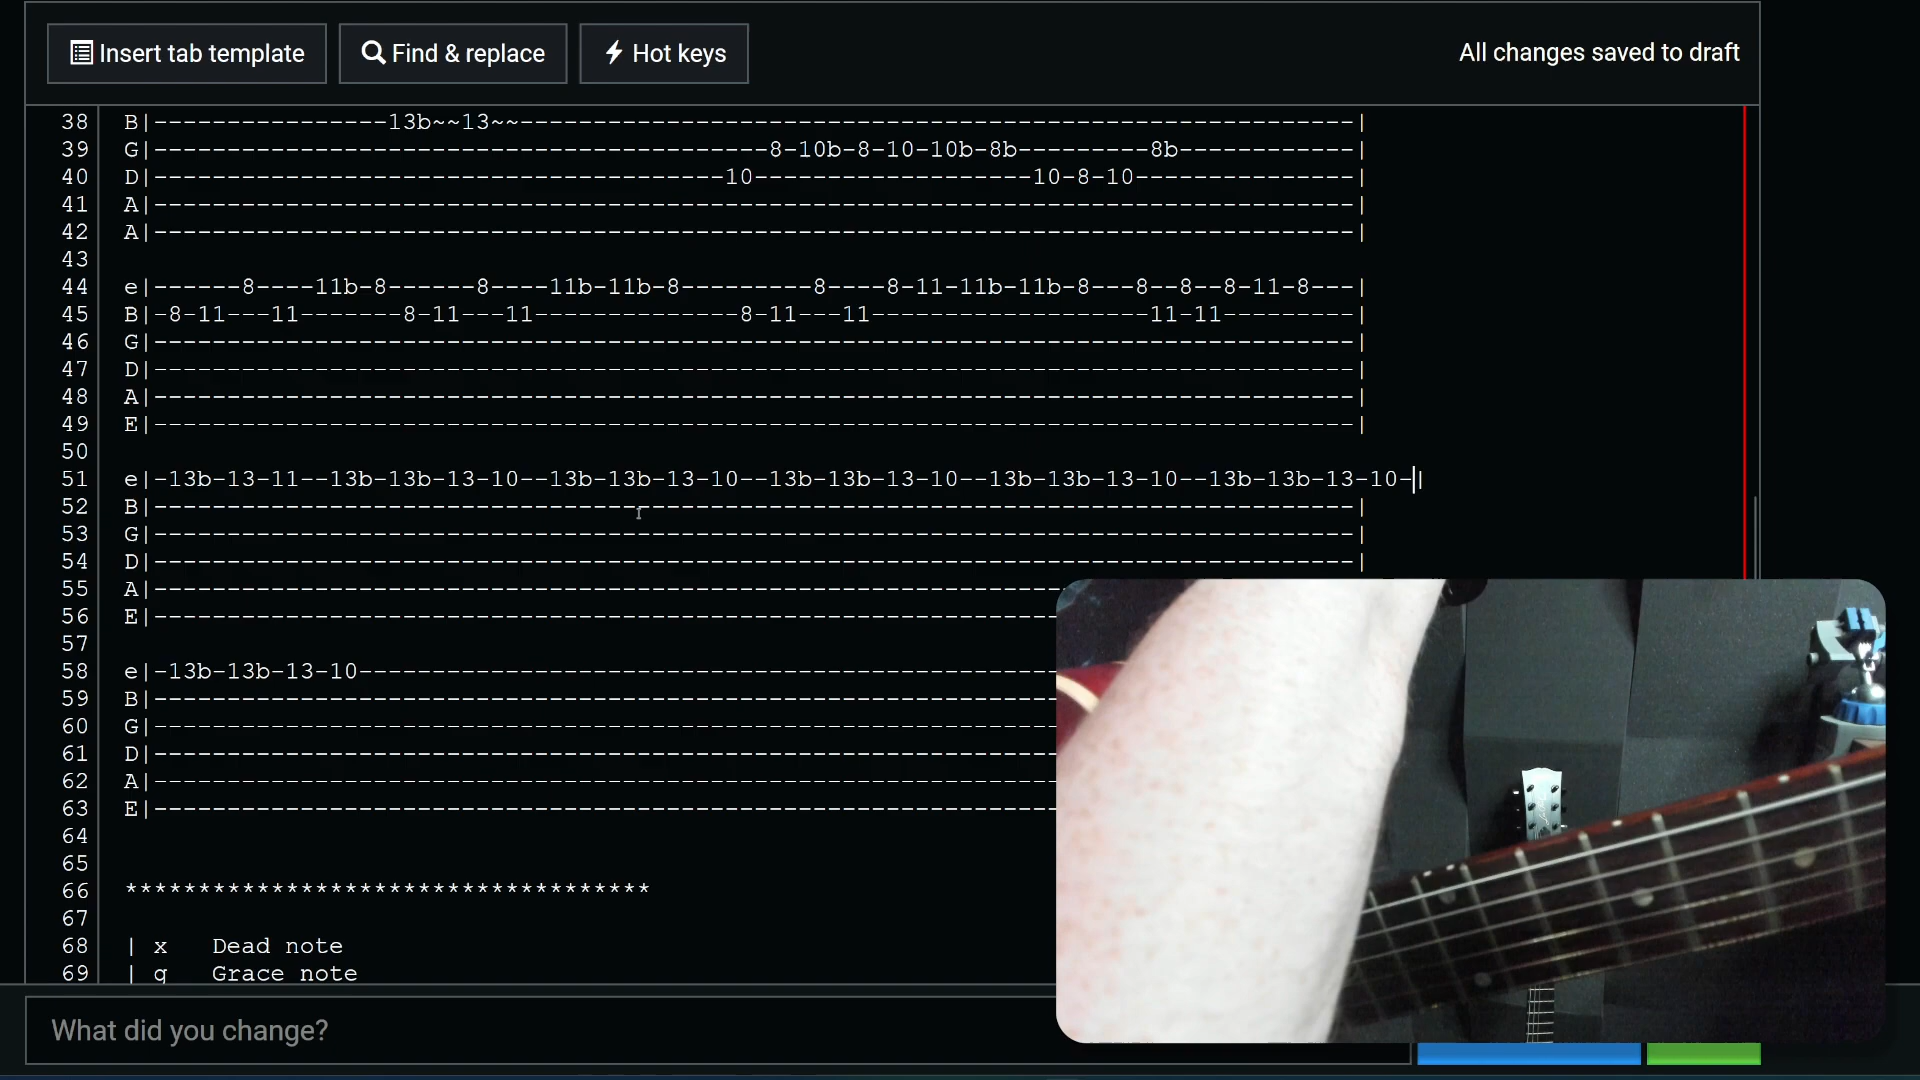 Insert tab template
Find & replace
Hot keys
All changes saved to draft
38 B|----------------13b~~13~~---------------------------------------------------------|
39 G|------------------------------------------8-10b-8-10-10b-8b---------8b------------|
40 D|---------------------------------------10-------------------10-8-10---------------|
41 A|----------------------------------------------------------------------------------|
42 A|----------------------------------------------------------------------------------|
43
44 e|------8----11b-8------8----11b-11b-8---------8----8-11-11b-11b-8---8--8--8-11-8---|
45 B|-8-11---11-------8-11---11--------------8-11---11-------------------11-11---------|
46 G|----------------------------------------------------------------------------------|
47 D|----------------------------------------------------------------------------------|
48 A|----------------------------------------------------------------------------------|
49 E|----------------------------------------------------------------------------------|
50
51 e|-13b-13-11--13b-13b-13-10--13b-13b-13-10--13b-13b-13-10--13b-13b-13-10--13b-13b-13-10-|
52 B|----------------------------------------------------------------------------------|
53 G|----------------------------------------------------------------------------------|
54 D|----------------------------------------------------------------------------------|
55 A|--------------------------------------------------------------
56 E|--------------------------------------------------------------
57
58 e|-13b-13b-13-10------------------------------------------------
59 B|--------------------------------------------------------------
60 G|--------------------------------------------------------------
61 D|--------------------------------------------------------------
62 A|--------------------------------------------------------------
63 E|--------------------------------------------------------------
64
65
66 ************************************
67
68 | x Dead note
69 | g Grace note
What did you change?